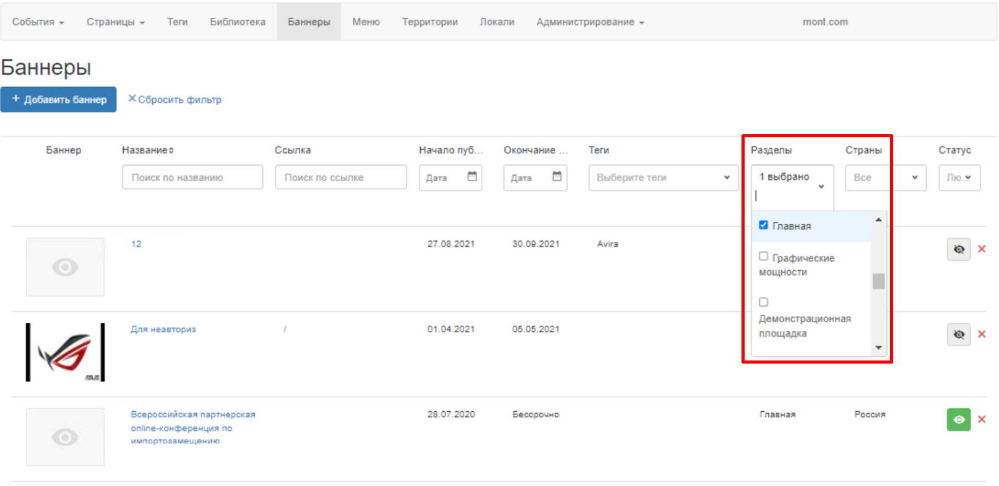 События Страницы Теги Библиотека Баннеры Меню Территории Локали Администрирование mont.com
Баннеры
+ Добавить баннер × Сбросить фильтр
Баннер Название Ссылка Начало пуб... Окончание ... Теги Разделы Страны Статус
Поиск по названию Поиск по ссылке Дата Дата Выберите теги 1 выбрано Все Лю...
Главная
12 27.08.2021 30.09.2021 Avira
Графические
мощности
Демонстрационная
площадка
Для неавториз / 01.04.2021 05.05.2021
ASUS
Всероссийская партнерская 28.07.2020 Бессрочно Главная Россия
online-конференция по
импортозамещению